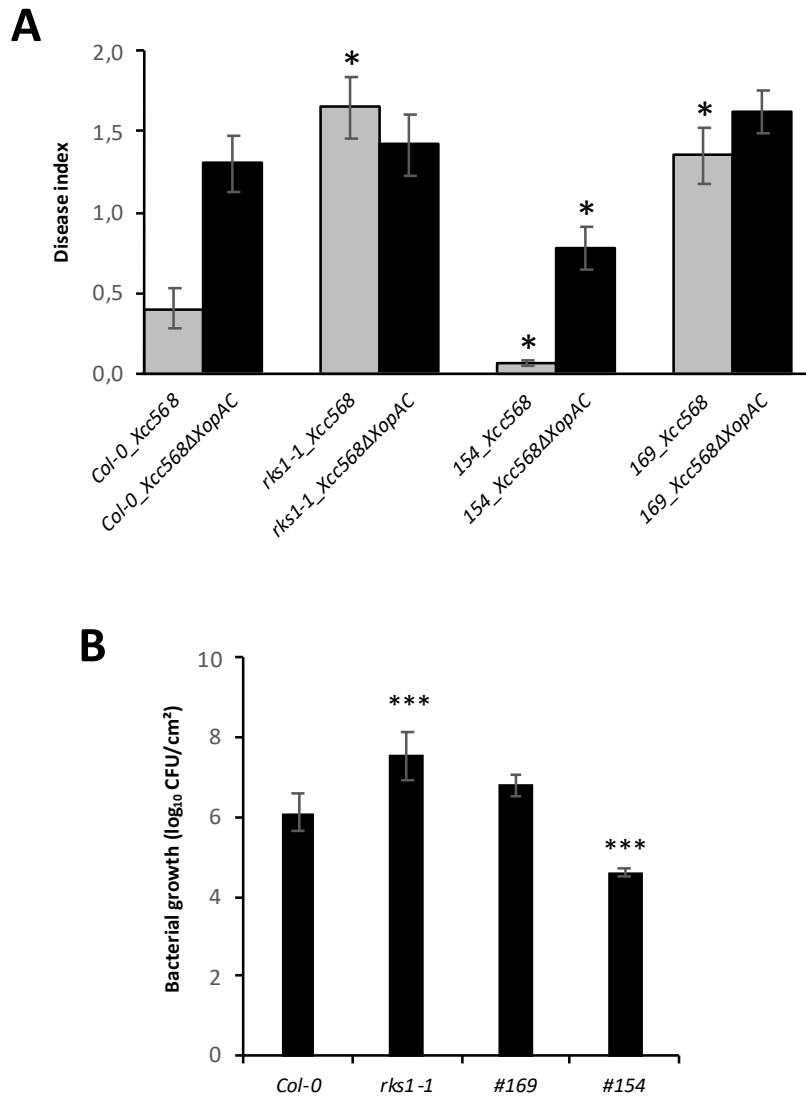 A
2,0
1,5
1,0
0,5
0,0
Disease index
*
*
*
*
*
Col-0_Xcc568
Col-0_Xcc568ΔXopAC
rks1-1_Xcc568
rks1-1_Xcc568ΔXopAC
154_Xcc568
154_Xcc568ΔXopAC
169_Xcc568
169_Xcc568ΔXopAC
B
10
8
6
4
2
0
Bacterial growth (log₁₀ CFU/cm²)
***
***
Col-0
rks1-1
#169
#154